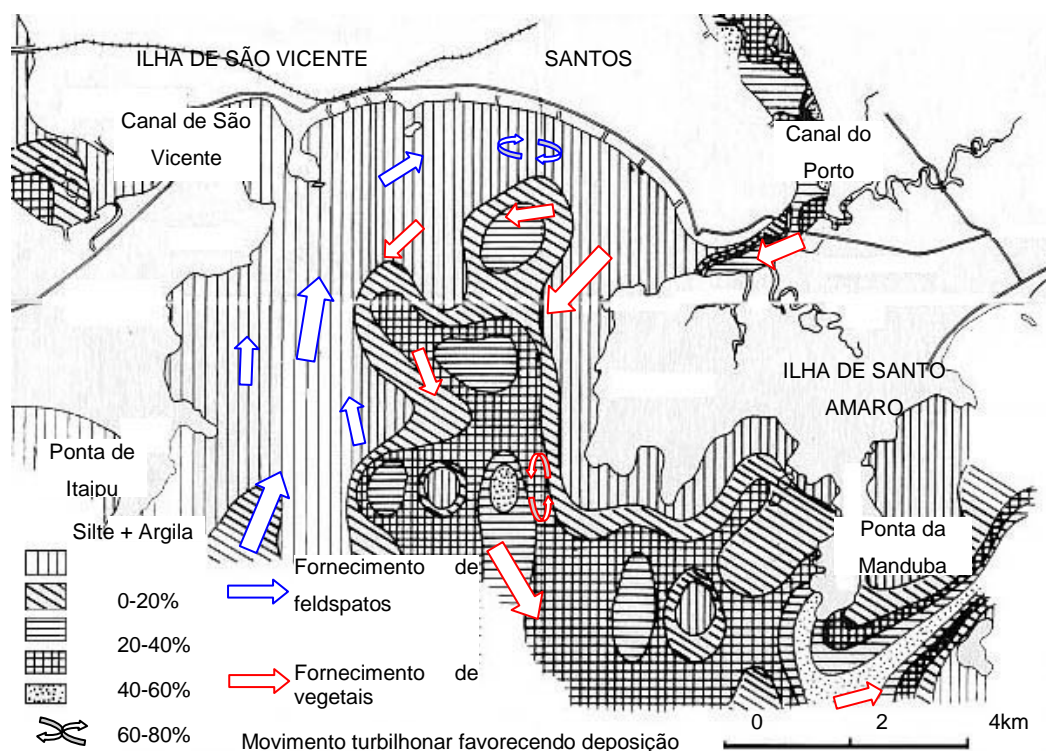 ILHA DE SÃO VICENTE
SANTOS
Canal de São
Vicente
Canal do
Porto
ILHA DE SANTO
AMARO
Ponta de
Itaipu
Ponta da
Manduba
Silte + Argila
0-20%
20-40%
40-60%
60-80%
Fornecimento de
feldspatos
Fornecimento de
vegetais
Movimento turbilhonar favorecendo deposição
0 2 4km